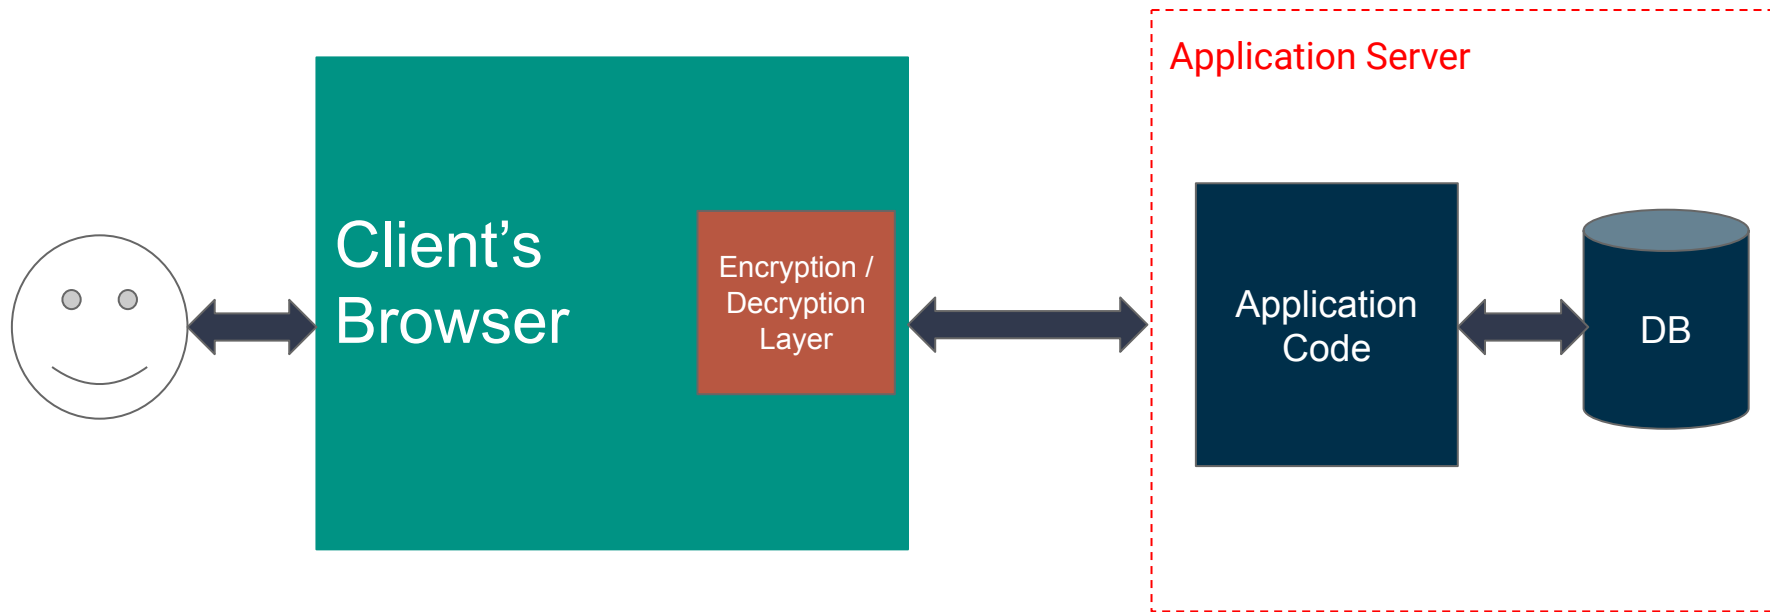 Application Server
Client’s
Browser
Encryption /
Decryption
Layer
Application
Code
DB